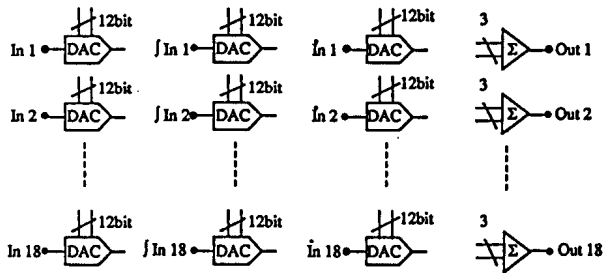 12bit 12bit 12bit 3
In 1 DAC ∫ In 1 DAC İn 1 DAC Σ Out 1
12bit 12bit 12bit 3
In 2 DAC ∫ In 2 DAC İn 2 DAC Σ Out 2
12bit 12bit 12bit 3
In 18 DAC ∫ In 18 DAC İn 18 DAC Σ Out 18